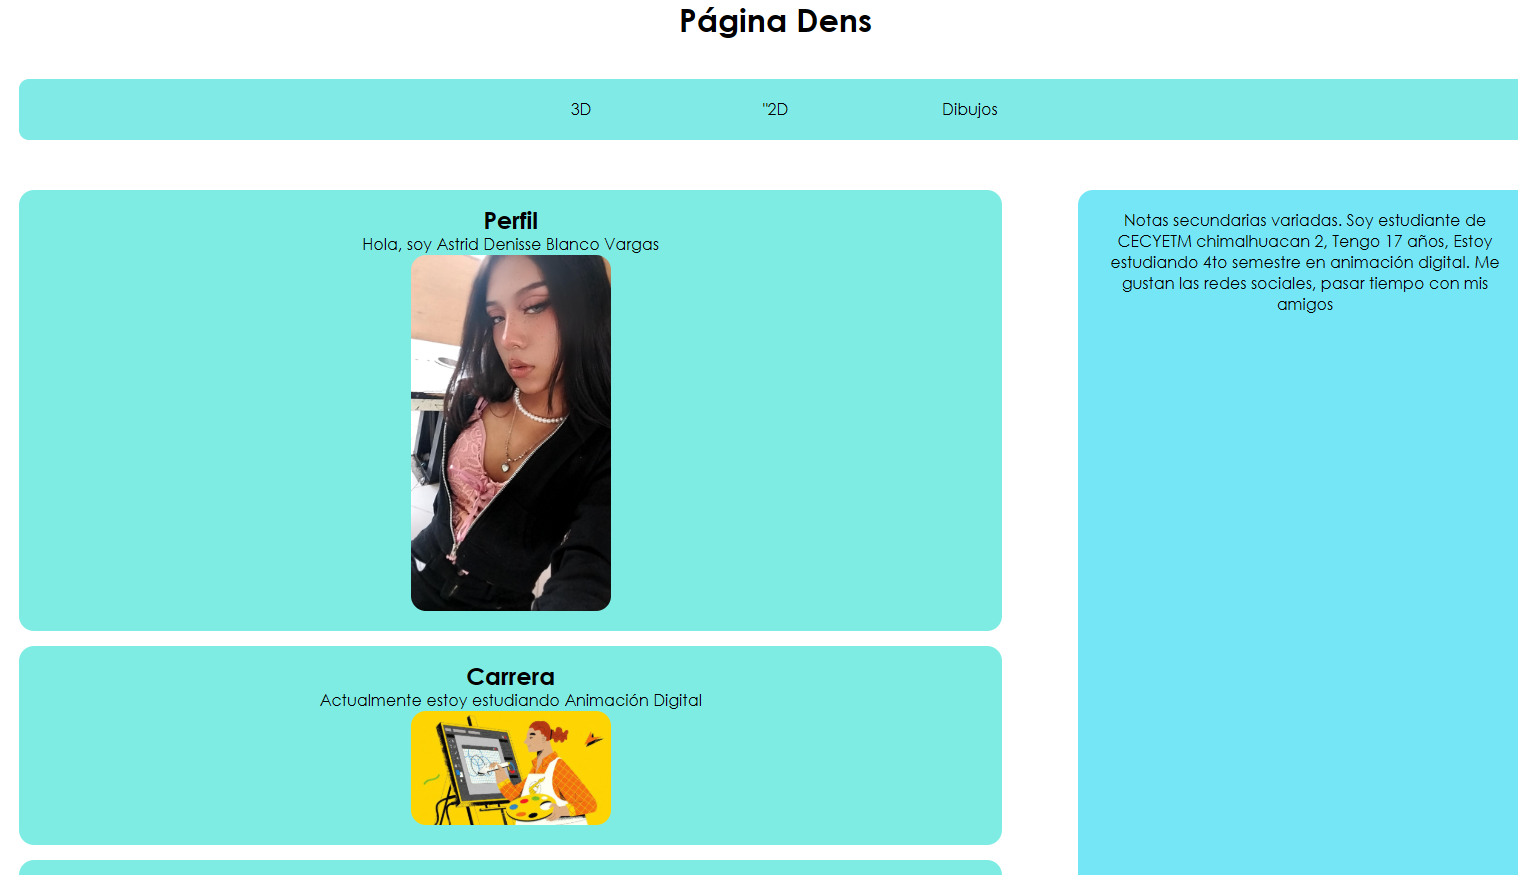 Página Dens
3D
"2D
Dibujos
Perfil
Hola, soy Astrid Denisse Blanco Vargas
Carrera
Actualmente estoy estudiando Animación Digital
Notas secundarias variadas. Soy estudiante de
CECYETM chimalhuacan 2, Tengo 17 años, Estoy
estudiando 4to semestre en animación digital. Me
gustan las redes sociales, pasar tiempo con mis
amigos